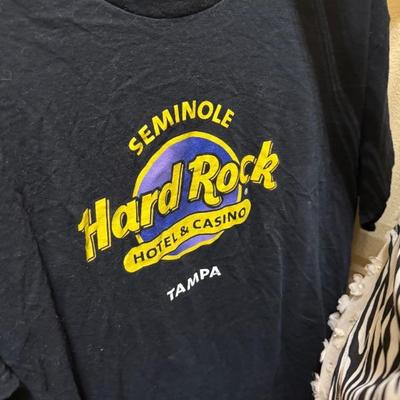 SEMINOLE
Hard Rock
HOTEL & CASINO
TAMPA